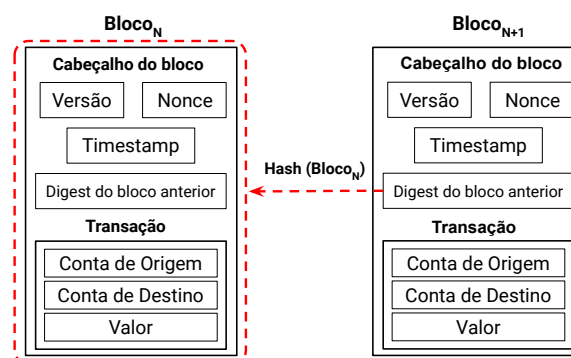 Bloco_N
Cabeçalho do bloco
Versão
Nonce
Timestamp
Digest do bloco anterior
Transação
Conta de Origem
Conta de Destino
Valor
Hash (Bloco_N)
Bloco_N+1
Cabeçalho do bloco
Versão
Nonce
Timestamp
Digest do bloco anterior
Transação
Conta de Origem
Conta de Destino
Valor